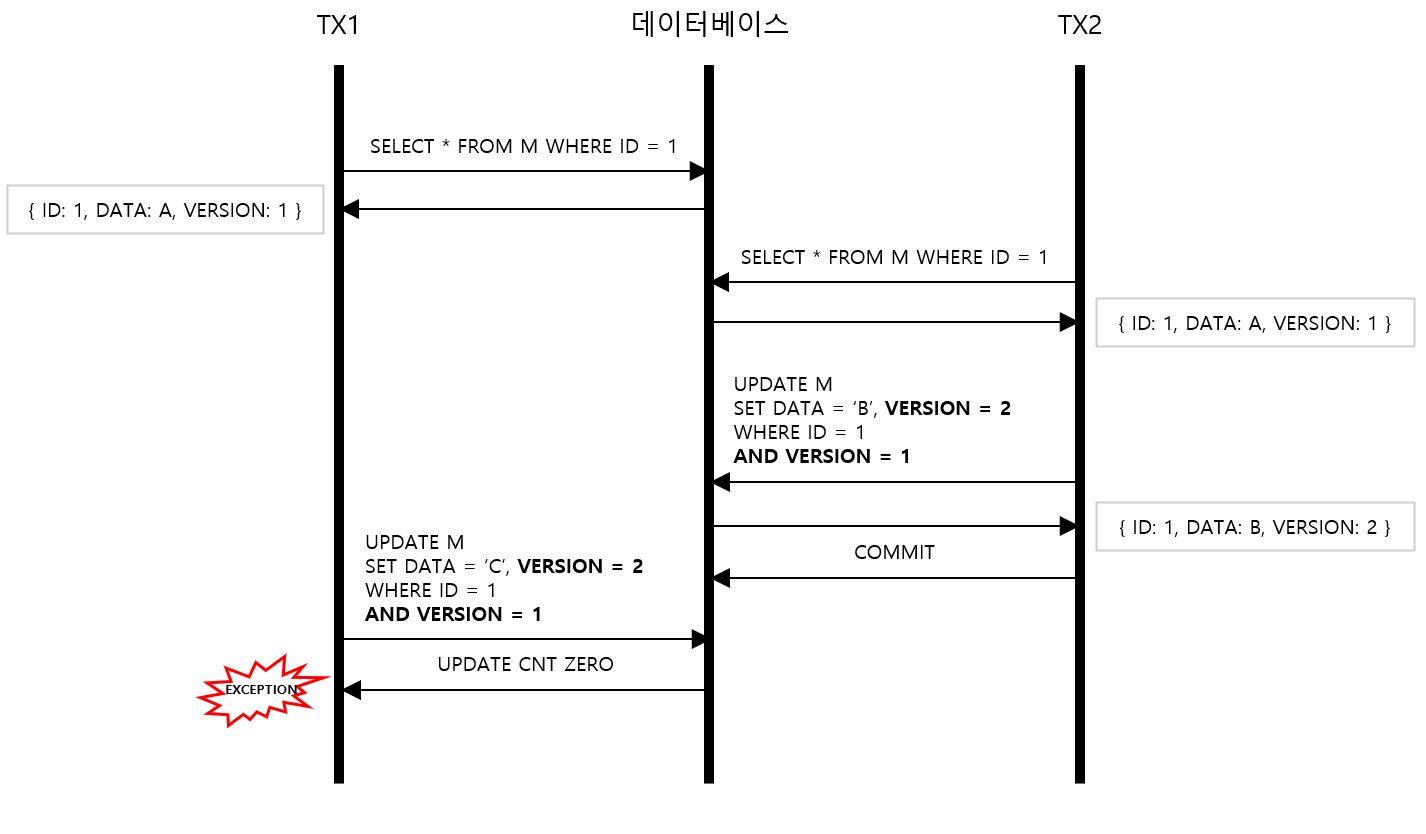 TX1
데이터베이스
TX2
SELECT * FROM M WHERE ID = 1
{ ID: 1, DATA: A, VERSION: 1 }
SELECT * FROM M WHERE ID = 1
{ ID: 1, DATA: A, VERSION: 1 }
UPDATE M
SET DATA = ‘B’, VERSION = 2
WHERE ID = 1
AND VERSION = 1
{ ID: 1, DATA: B, VERSION: 2 }
COMMIT
UPDATE M
SET DATA = ‘C’, VERSION = 2
WHERE ID = 1
AND VERSION = 1
UPDATE CNT ZERO
EXCEPTION